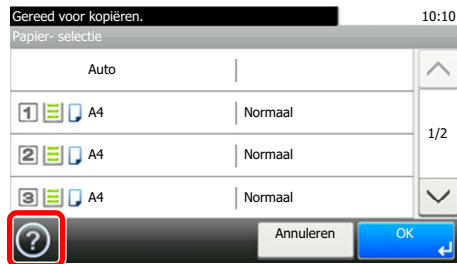 Gereed voor kopiëren. 10:10
Papier- selectie
Auto
1 A4 Normaal
1/2
2 A4 Normaal
3 A4 Normaal
? Annuleren OK